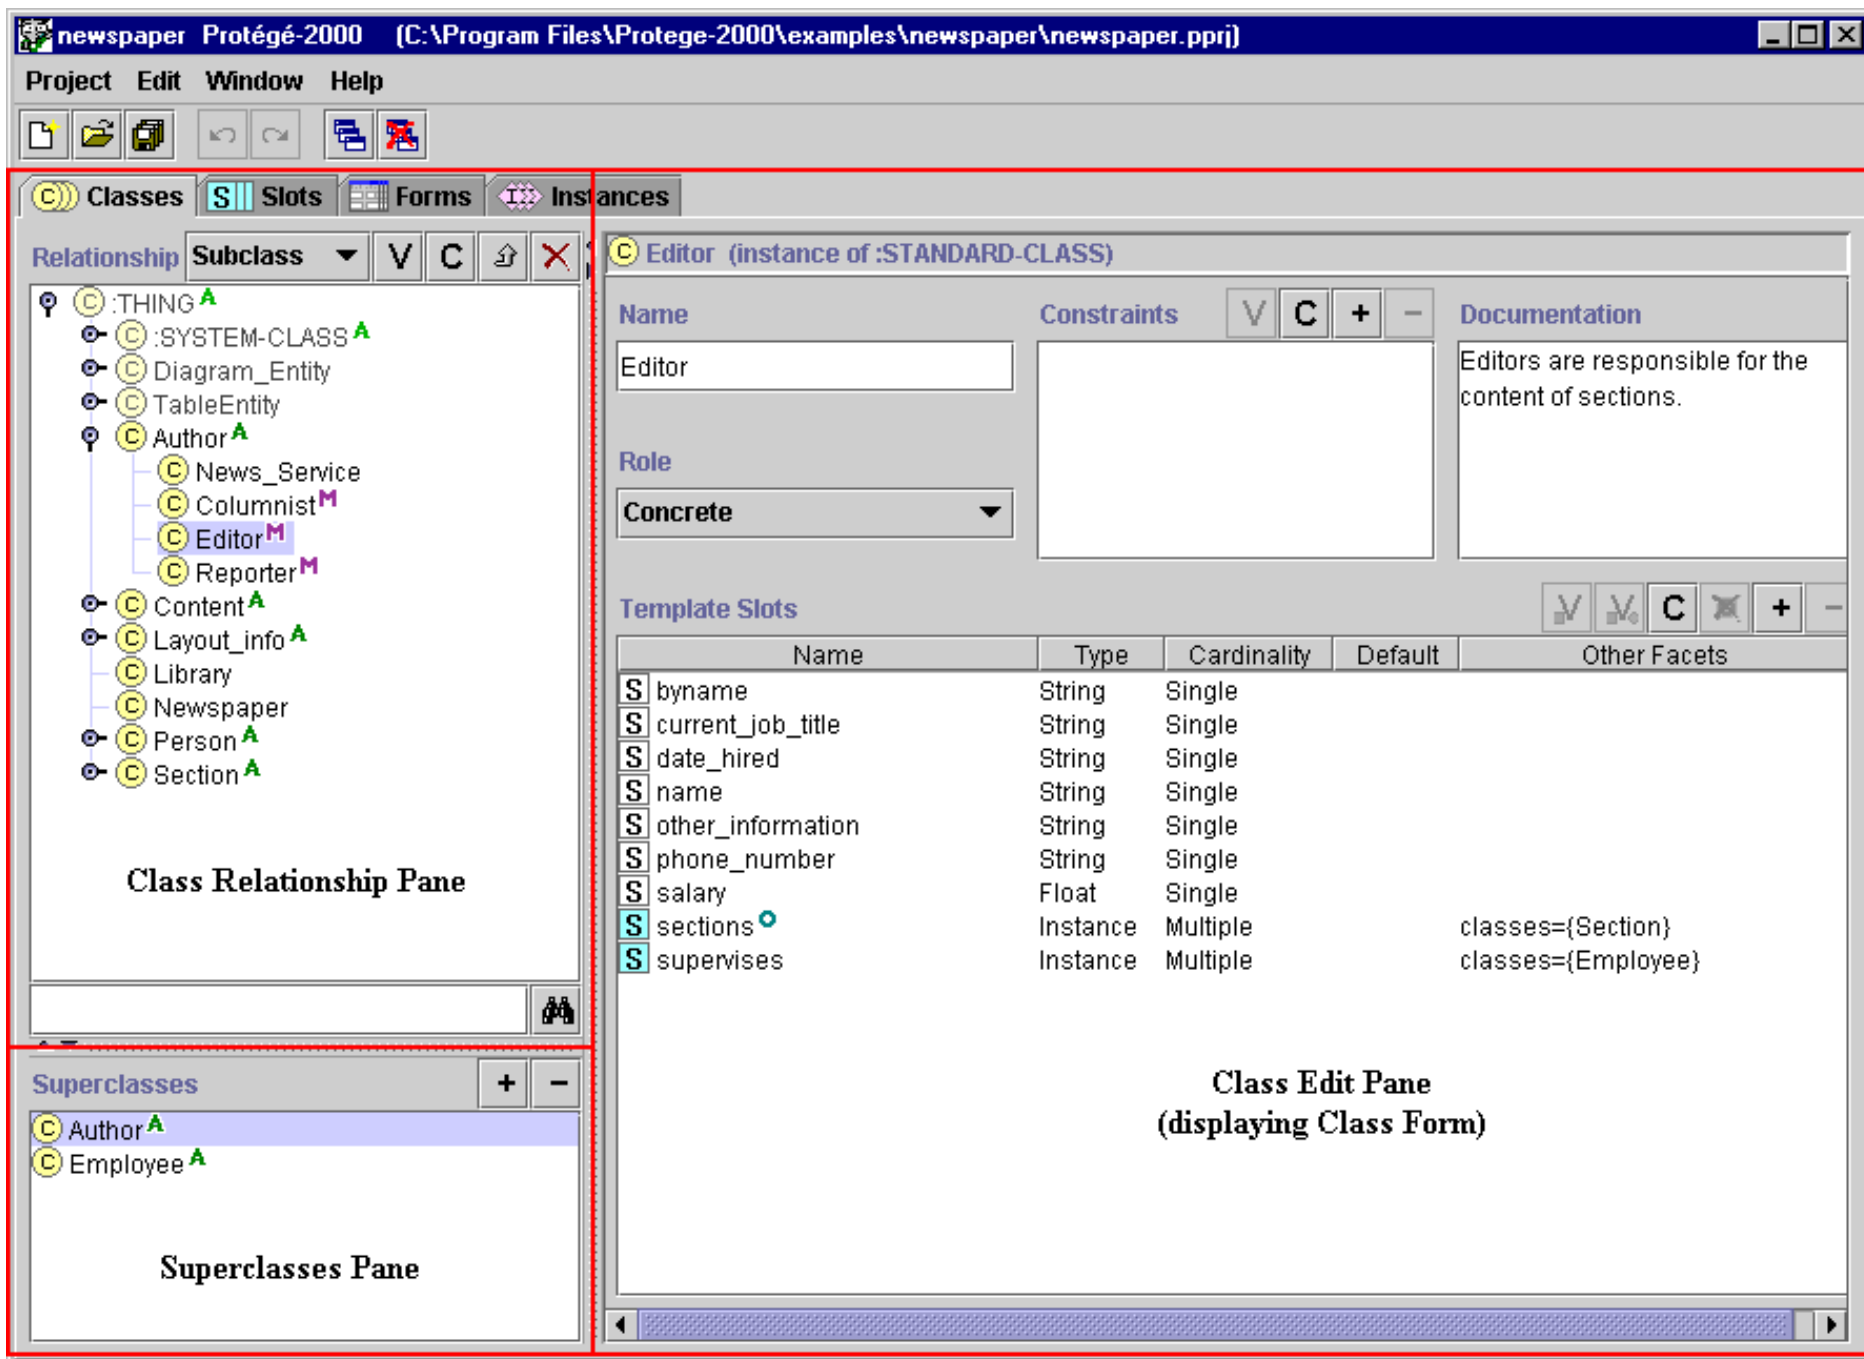 newspaper Protégé-2000 (C:\Program Files\Protege-2000\examples\newspaper\newspaper.pprj)
Project Edit Window Help
C Classes S Slots Forms I Instances
Relationship Subclass V C
C :THING A
C :SYSTEM-CLASS A
C Diagram_Entity
C TableEntity
C Author A
C News_Service
C Columnist M
C Editor M
C Reporter M
C Content A
C Layout_info A
C Library
C Newspaper
C Person A
C Section A
Class Relationship Pane
Superclasses + −
C Author A
C Employee A
Superclasses Pane
C Editor (instance of :STANDARD-CLASS)
Name
Editor
Role
Concrete
Constraints V C + −
Documentation
Editors are responsible for the
content of sections.
Template Slots V V C + −
Name Type Cardinality Default Other Facets
S byname String Single
S current_job_title String Single
S date_hired String Single
S name String Single
S other_information String Single
S phone_number String Single
S salary Float Single
S sections Instance Multiple classes={Section}
S supervises Instance Multiple classes={Employee}
Class Edit Pane
(displaying Class Form)